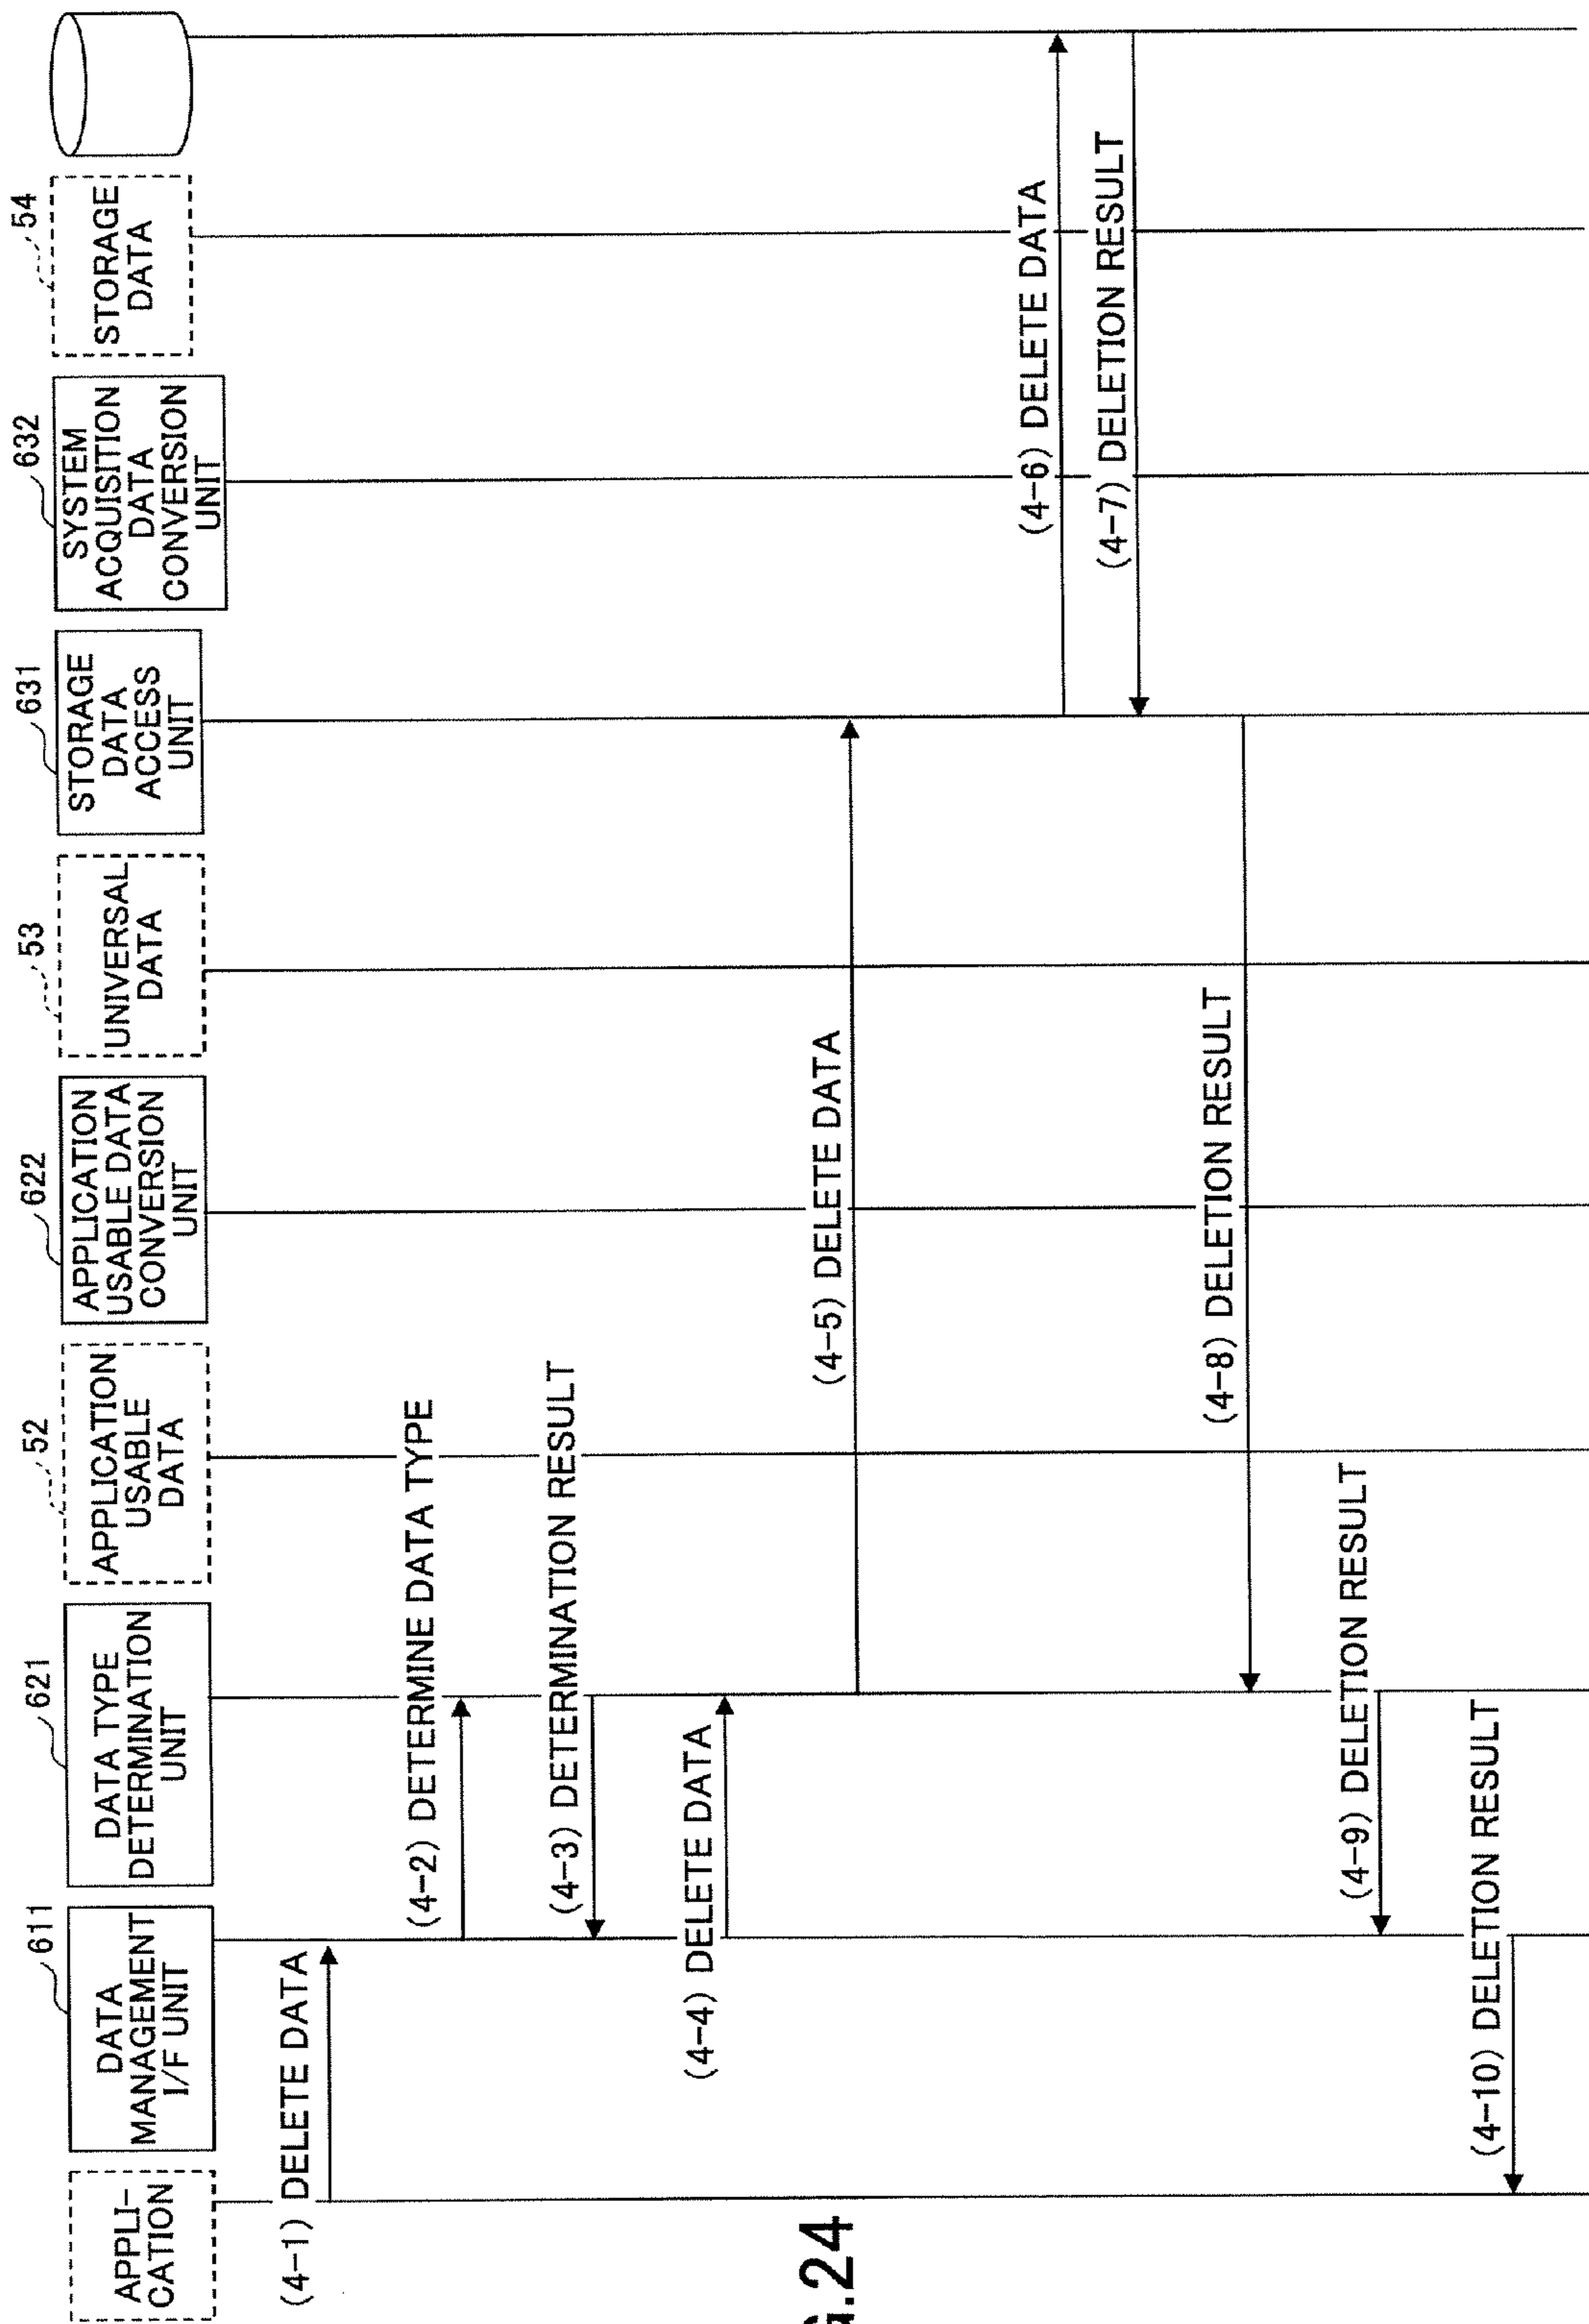 APPLI-
CATION
611
DATA
MANAGEMENT
I/F UNIT
621
DATA TYPE
DETERMINATION
UNIT
52
APPLICATION
USABLE
DATA
622
APPLICATION
USABLE DATA
CONVERSION
UNIT
53
UNIVERSAL
DATA
631
STORAGE
DATA
ACCESS
UNIT
632
SYSTEM
ACQUISITION
DATA
CONVERSION
UNIT
54
STORAGE
DATA
(4-1) DELETE DATA
(4-2) DETERMINE DATA TYPE
(4-3) DETERMINATION RESULT
(4-4) DELETE DATA
(4-5) DELETE DATA
(4-6) DELETE DATA
(4-7) DELETION RESULT
(4-8) DELETION RESULT
(4-9) DELETION RESULT
(4-10) DELETION RESULT
.24